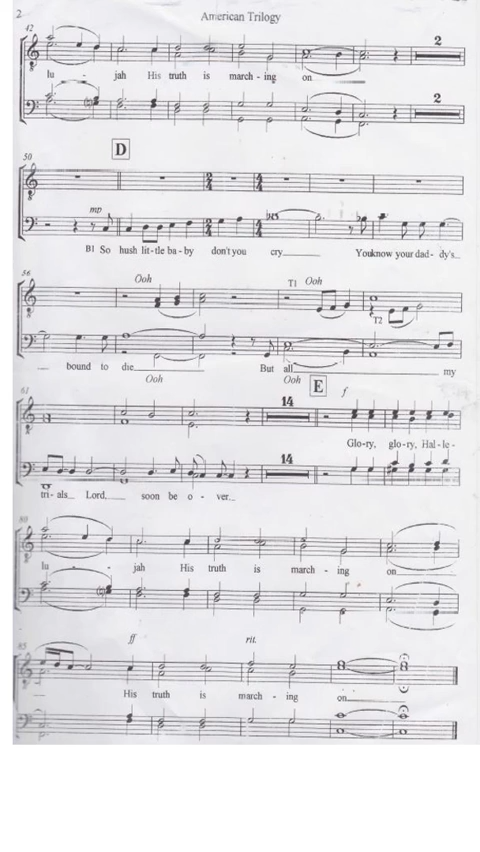 2 American Trilogy
42
2
lu - jah His truth is march - ing on
2
D
50
mp
B1 So hush lit-tle ba-by don't you cry Youknow your dad-dy's
56 Ooh T1 Ooh
T2
bound to die But all my
Ooh Ooh
61 E
14 f
Glo-ry, glo-ry, Hal-le-
14
tri-als Lord, soon be o - ver
80
lu - jah His truth is march - ing on
85 ff rit.
His truth is march - ing on